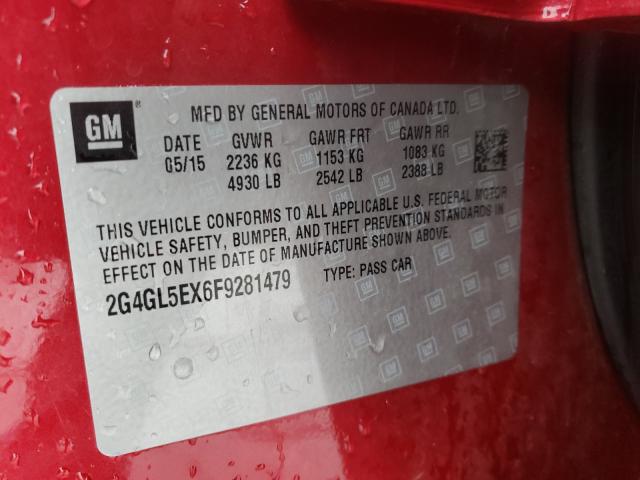 GM
MFD BY GENERAL MOTORS OF CANADA LTD.
DATE GVWR GAWR FRT GAWR RR
05/15 2236 KG 1153 KG 1083 KG
4930 LB 2542 LB 2388 LB
THIS VEHICLE CONFORMS TO ALL APPLICABLE U.S. FEDERAL MOTOR
VEHICLE SAFETY, BUMPER, AND THEFT PREVENTION STANDARDS IN
EFFECT ON THE DATE OF MANUFACTURE SHOWN ABOVE.
2G4GL5EX6F9281479 TYPE: PASS CAR